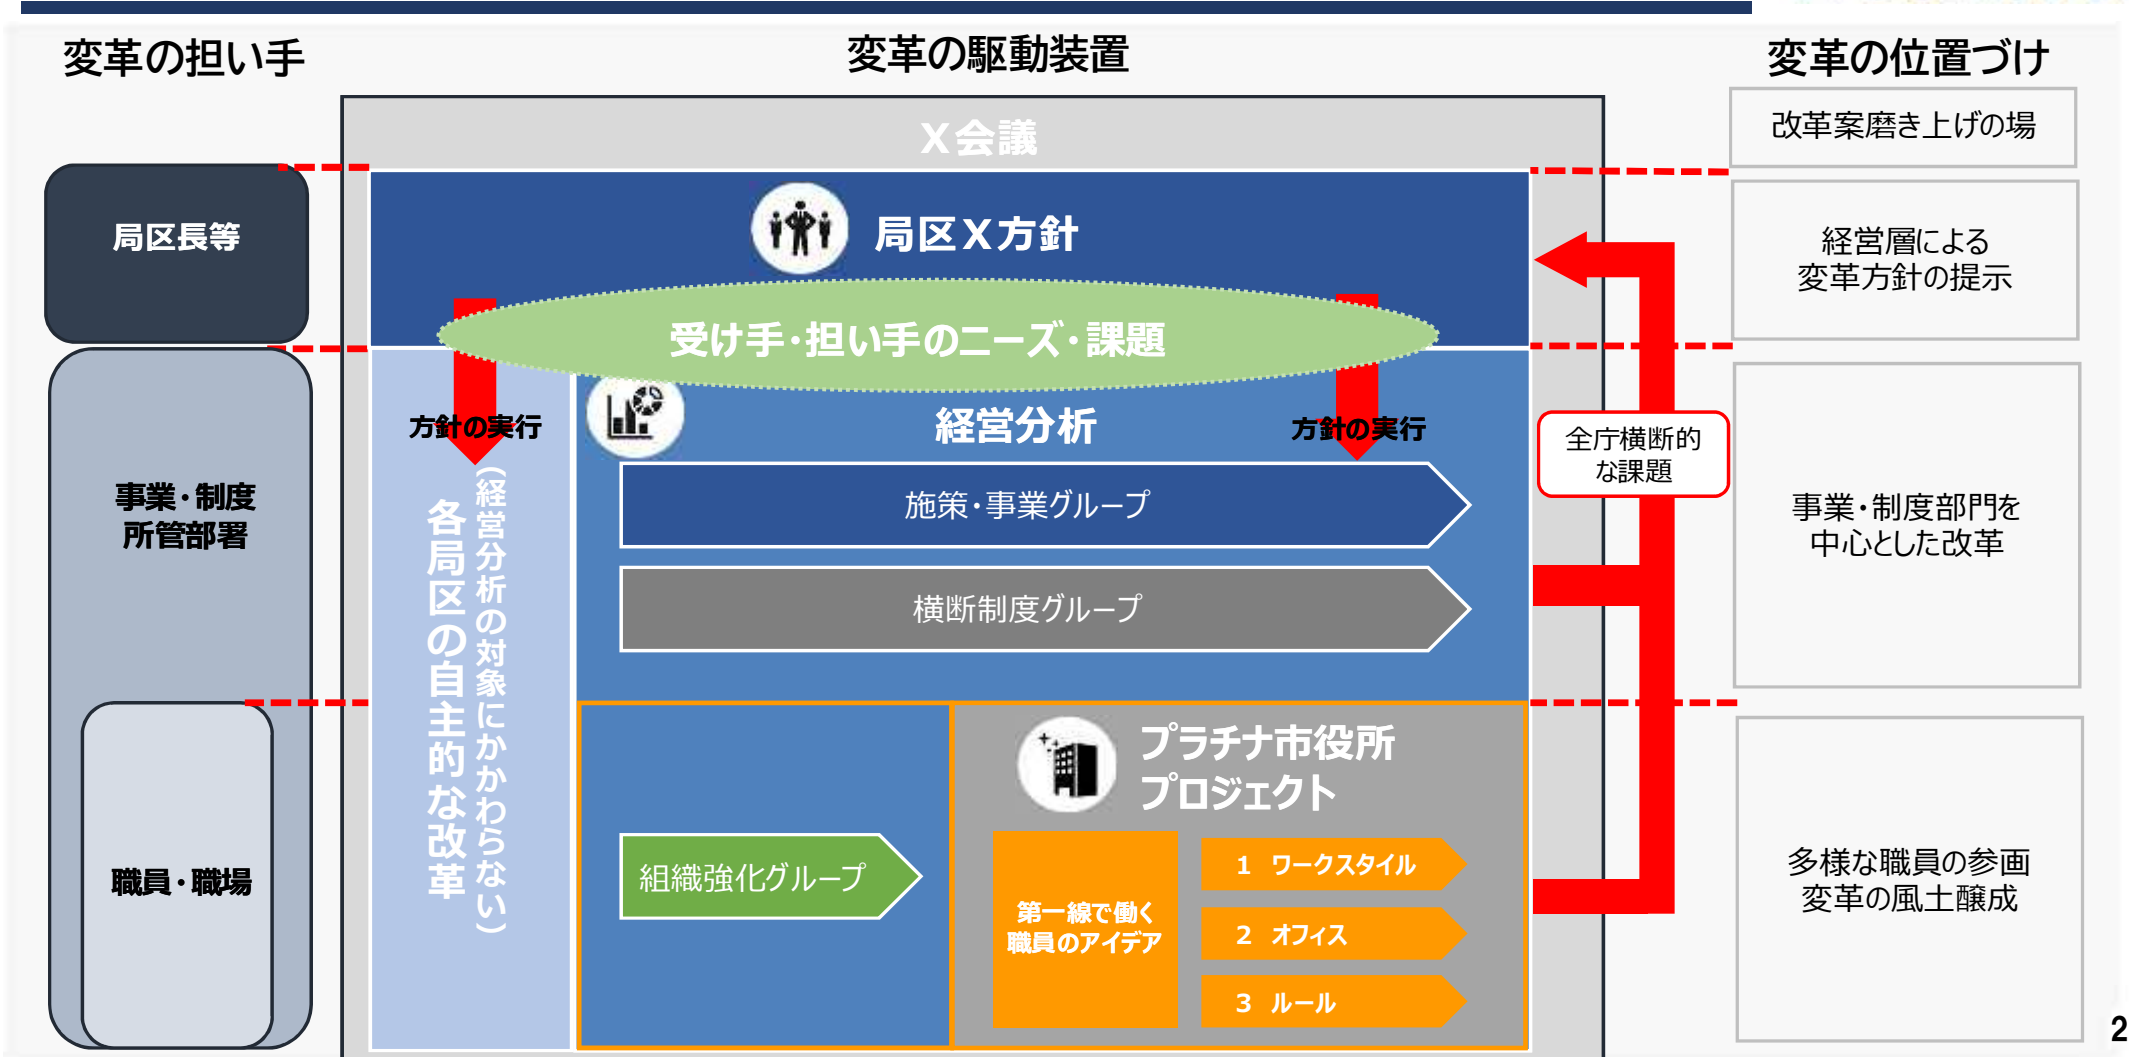 変革の担い手
変革の駆動装置
変革の位置づけ
X会議
改革案磨き上げの場
局区長等
局区X方針
経営層による
変革方針の提示
受け手・担い手のニーズ・課題
方針の実行
経営分析
方針の実行
全庁横断的
な課題
事業・制度
所管部署
各局区の自主的な改革
（経営分析の対象にかかわらない）
施策・事業グループ
横断制度グループ
事業・制度部門を
中心とした改革
プラチナ市役所
プロジェクト
職員・職場
組織強化グループ
第一線で働く
職員のアイデア
1 ワークスタイル
2 オフィス
3 ルール
多様な職員の参画
変革の風土醸成
2